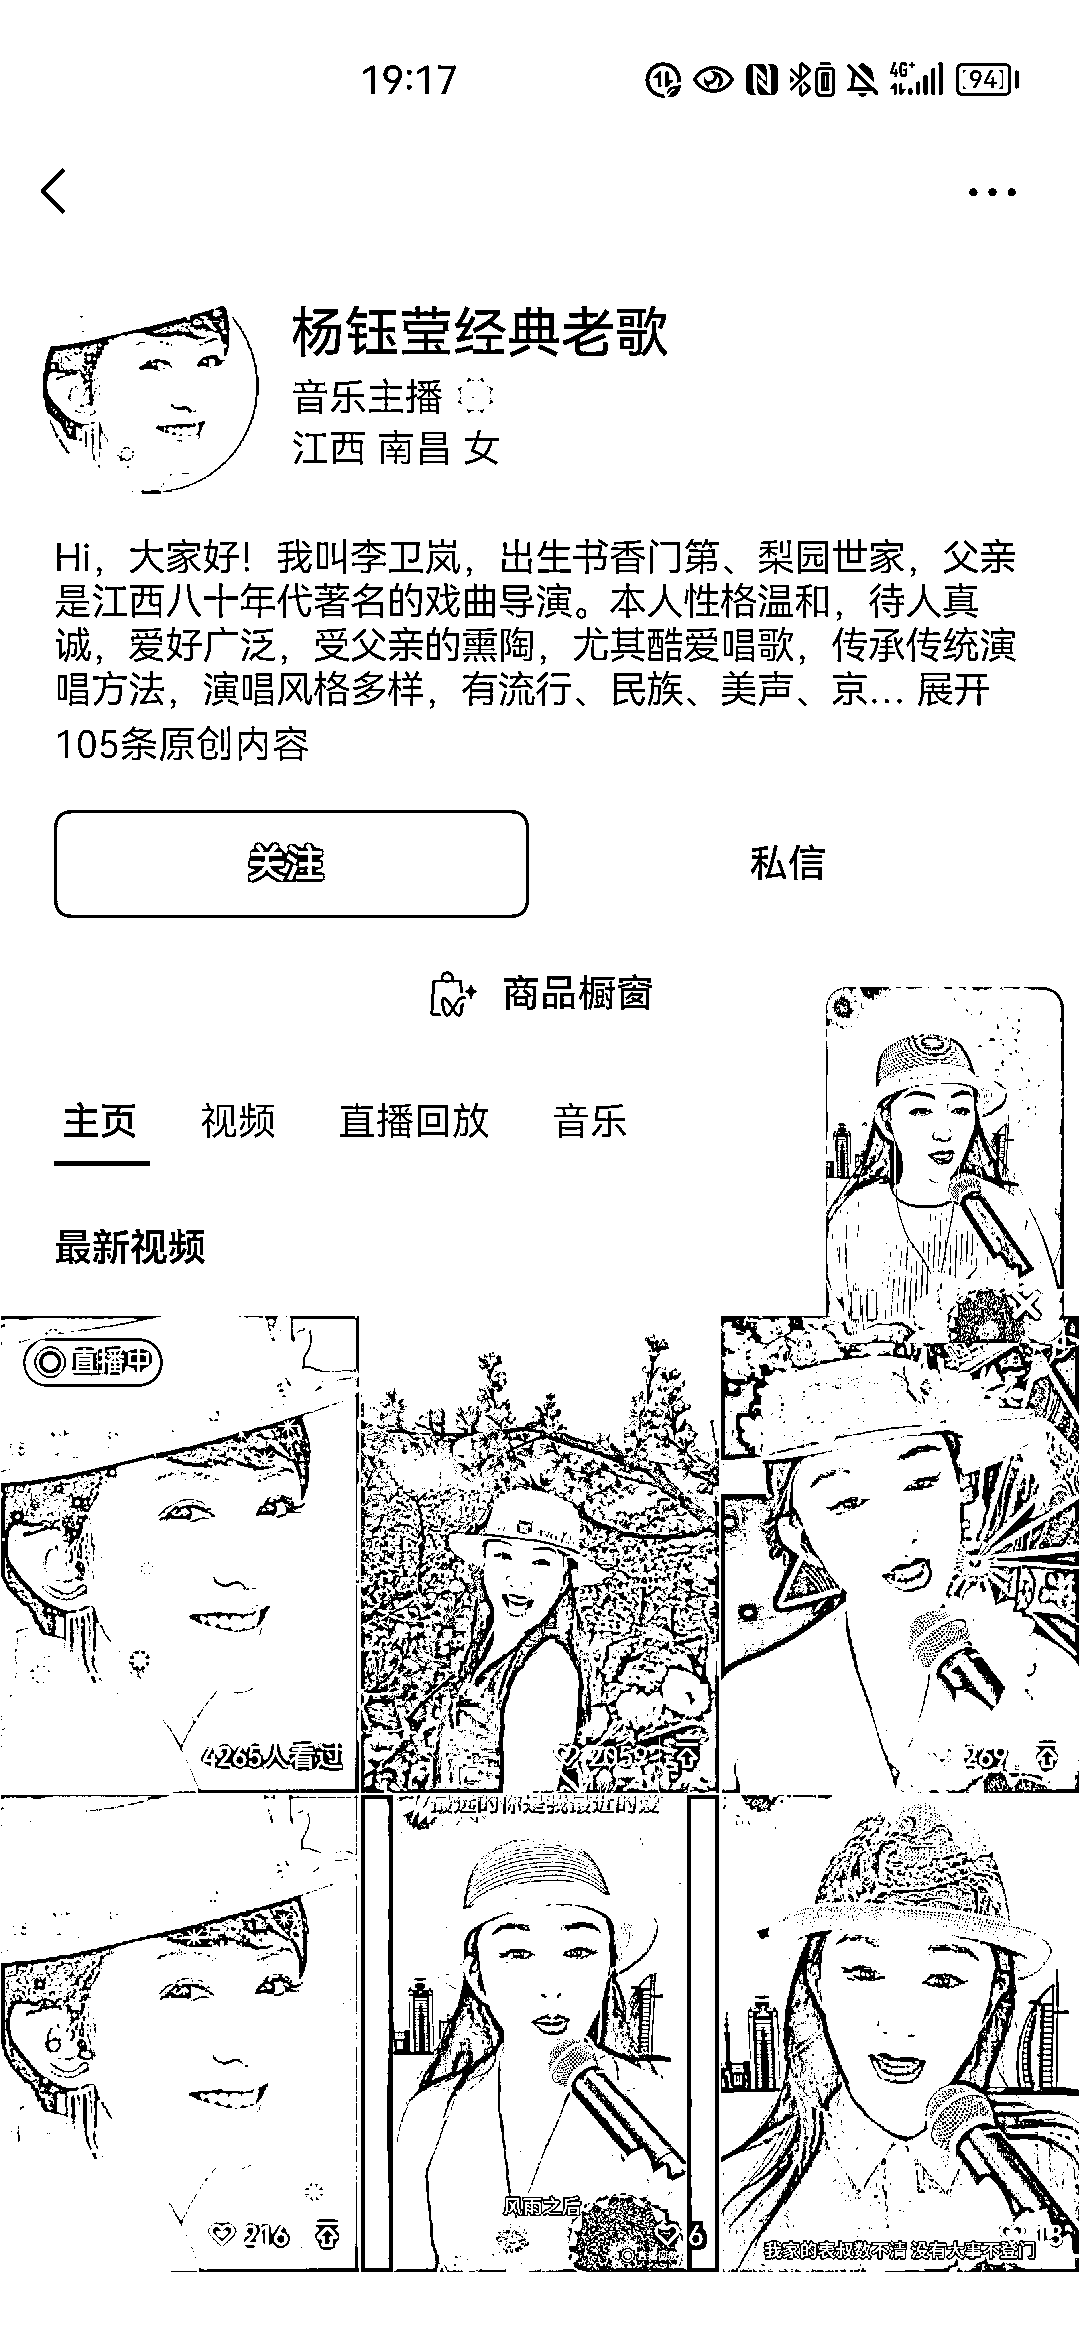 19:17
4G+
94
杨钰莹经典老歌
音乐主播
江西 南昌 女
Hi，大家好！我叫李卫岚，出生书香门第、梨园世家，父亲
是江西八十年代著名的戏曲导演。本人性格温和，待人真
诚，爱好广泛，受父亲的熏陶，尤其酷爱唱歌，传承传统演
唱方法，演唱风格多样，有流行、民族、美声、京... 展开
105条原创内容
关注
私信
商品橱窗
主页
视频
直播回放
音乐
最新视频
直播中
4265人看过
2059
269
最远的你是我最近的爱
216
风雨之后
6
我家的表叔数不清 没有大事不登门